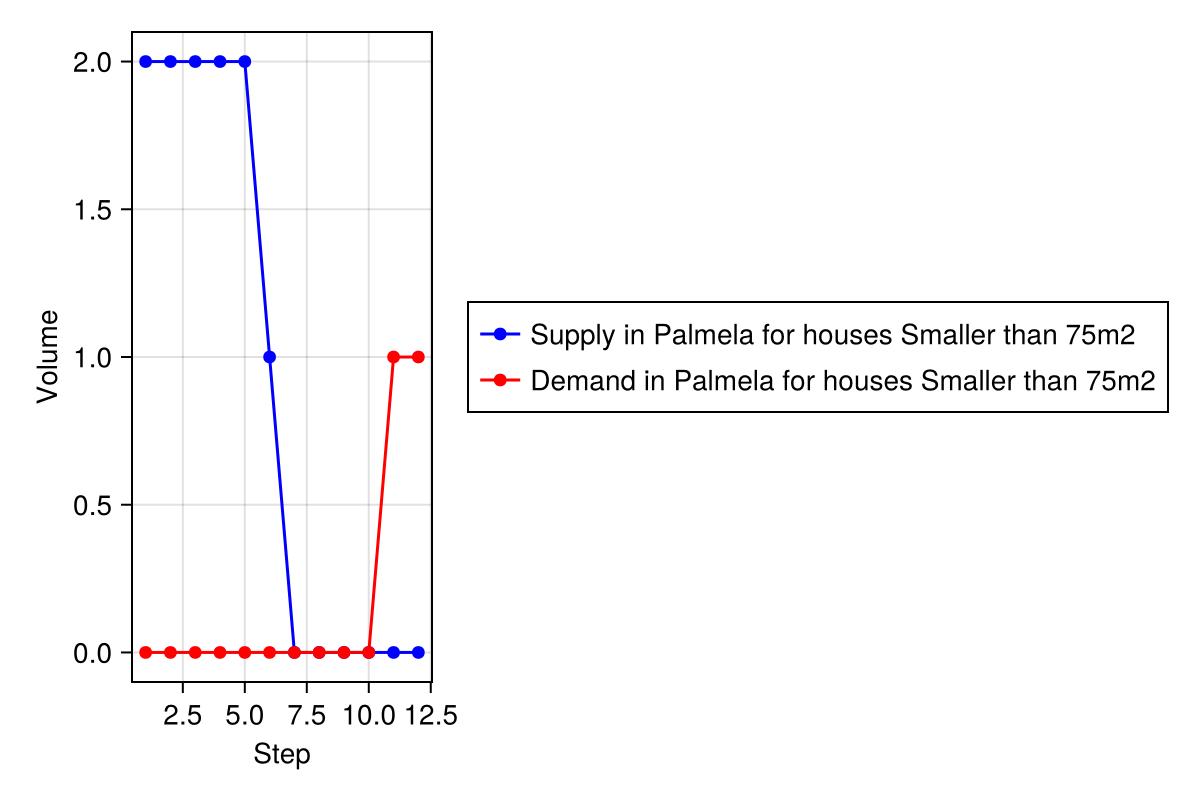 2.0
1.5
1.0
0.5
0.0
Volume
2.5 5.0 7.5 10.0 12.5
Step
Supply in Palmela for houses Smaller than 75m2
Demand in Palmela for houses Smaller than 75m2